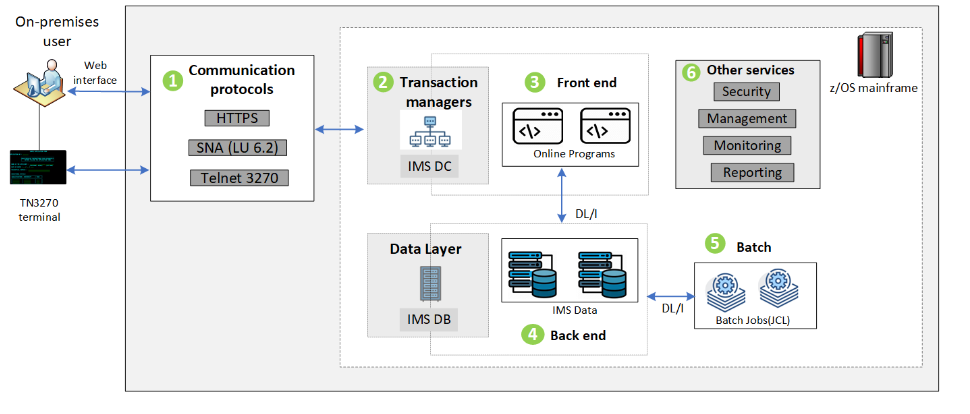 On-premises
user
Web
interface
TN3270
terminal
1
Communication
protocols
HTTPS
SNA (LU 6.2)
Telnet 3270
2
Transaction
managers
IMS DC
3
Front end
Online Programs
DL/I
Data Layer
IMS DB
IMS Data
4
Back end
DL/I
5
Batch
Batch Jobs(JCL)
6
Other services
Security
Management
Monitoring
Reporting
z/OS mainframe